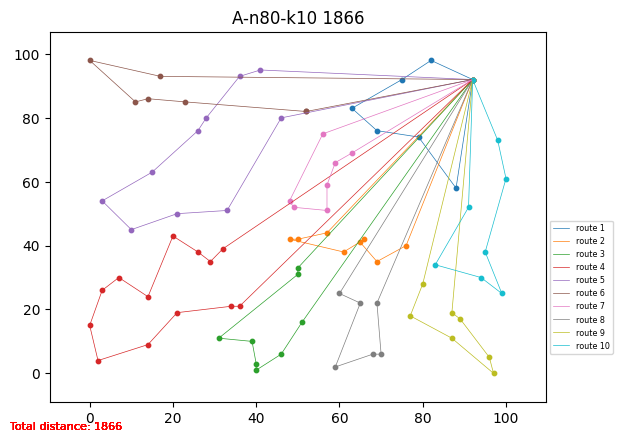 A-n80-k10 1866
100
80
60
40
20
0
0 20 40 60 80 100
route 1
route 2
route 3
route 4
route 5
route 6
route 7
route 8
route 9
route 10
Total distance: 1866